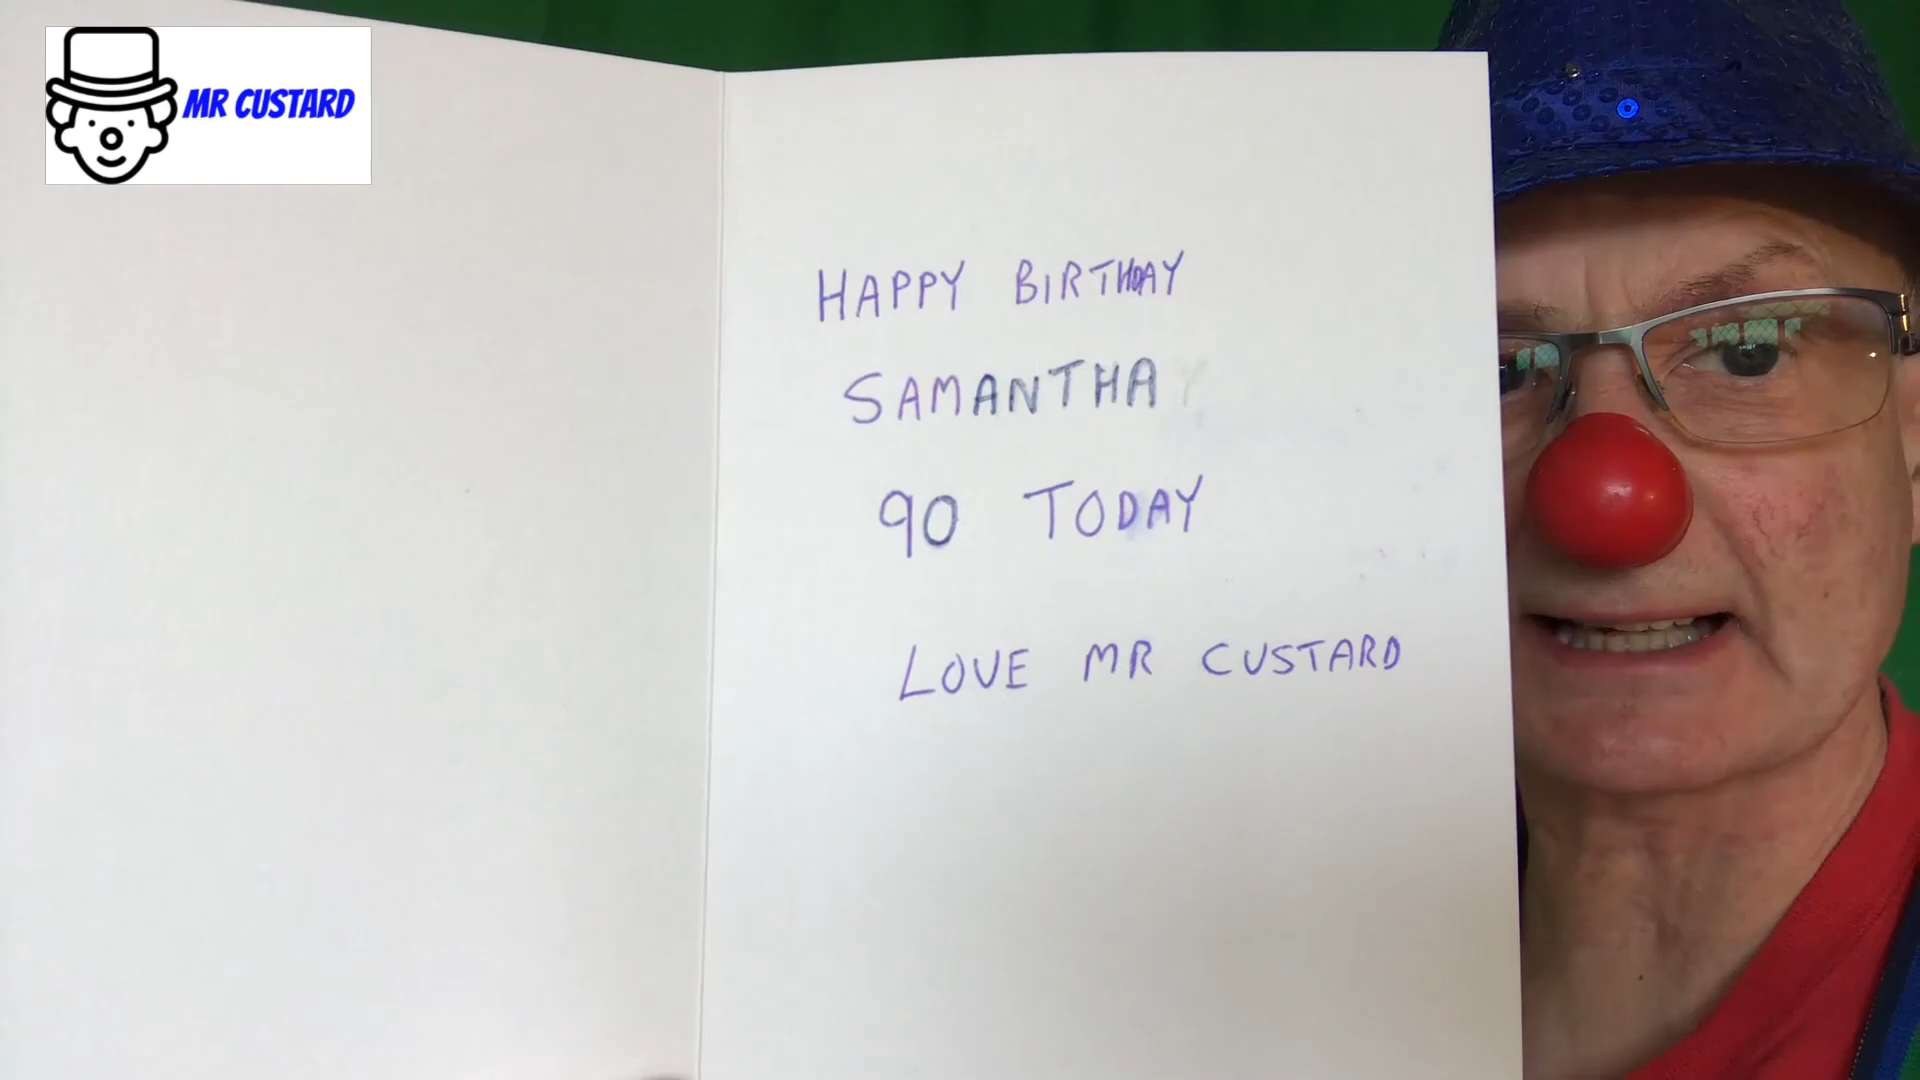 MR CUSTARD
HAPPY BIRTHDAY
SAMANTHA
90 TODAY
LOVE MR CUSTARD